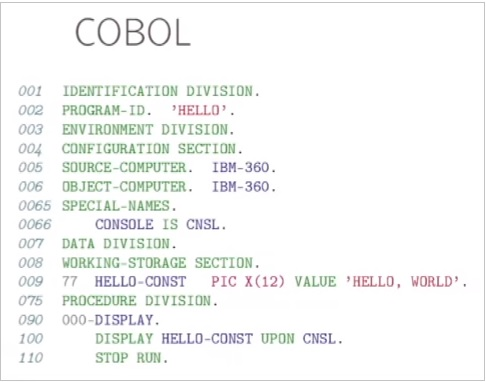 COBOL
001 IDENTIFICATION DIVISION.
002 PROGRAM-ID. 'HELLO'.
003 ENVIRONMENT DIVISION.
004 CONFIGURATION SECTION.
005 SOURCE-COMPUTER. IBM-360.
006 OBJECT-COMPUTER. IBM-360.
0065 SPECIAL-NAMES.
0066 CONSOLE IS CNSL.
007 DATA DIVISION.
008 WORKING-STORAGE SECTION.
009 77 HELLO-CONST PIC X(12) VALUE 'HELLO, WORLD'.
075 PROCEDURE DIVISION.
090 000-DISPLAY.
100 DISPLAY HELLO-CONST UPON CNSL.
110 STOP RUN.